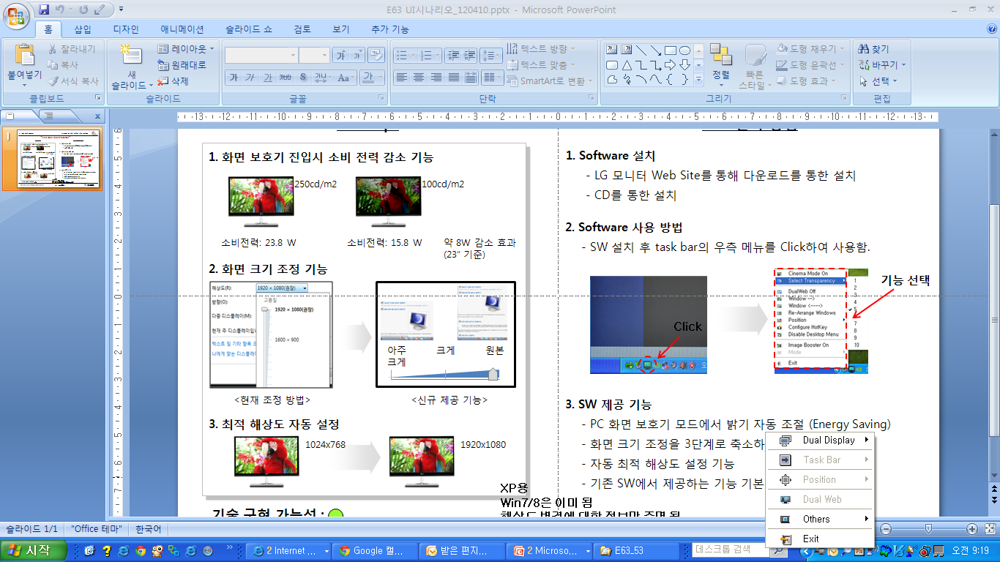 E63 UI시나리오_120410.pptx - Microsoft PowerPoint
홈 삽입 디자인 애니메이션 슬라이드 쇼 검토 보기 추가 기능
붙여넣기
잘라내기
복사
서식 복사
클립보드
새 슬라이드
레이아웃
원래대로
삭제
슬라이드
글꼴
텍스트 방향
텍스트 맞춤
SmartArt로 변환
단락
정렬
빠른 스타일
도형 채우기
도형 윤곽선
도형 효과
그리기
찾기
바꾸기
선택
편집
1. 화면 보호기 진입시 소비 전력 감소 기능
250cd/m2
100cd/m2
소비전력: 23.8 W
소비전력: 15.8 W
약 8W 감소 효과
(23” 기준)
2. 화면 크기 조정 기능
해상도(R):
1920 × 1080(권장)
방향(O):
고품질
1920 × 1080(권장)
다중 디스플레이(M):
현재 주 디스플레이입니
1600 × 900
텍스트 및 기타 항목 크
나에게 맞는 디스플레이
아주 크게
크게
원본
<현재 조정 방법>
<신규 제공 기능>
3. 최적 해상도 자동 설정
1024x768
1920x1080
XP용
Win7/8은 이미 됨
해상도 변경에 대한 정보만 주면 됨
기술 구현 가능성 :
1. Software 설치
- LG 모니터 Web Site를 통해 다운로드를 통한 설치
- CD를 통한 설치
2. Software 사용 방법
- SW 설치 후 task bar의 우측 메뉴를 Click하여 사용함.
Click
Cinema Mode On
Select Transparency
DualWeb Off
Window -->
Window <---->
Re-Arrange Windows
Position
Configure HotKey
Disable Desktop Menu
Image Booster On
Mode
Exit
1
2
3
4
5
7
8
9
10
기능 선택
3. SW 제공 기능
- PC 화면 보호기 모드에서 밝기 자동 조절 (Energy Saving)
- 화면 크기 조정을 3단계로 축소하
- 자동 최적 해상도 설정 기능
- 기존 SW에서 제공하는 기능 기본
Dual Display
Task Bar
Position
Dual Web
Others
Exit
슬라이드 1/1 "Office 테마" 한국어
시작
2 Internet ...
Google 캘...
받은 편지...
2 Microso...
E63_53
데스크톱 검색
오전 9:19